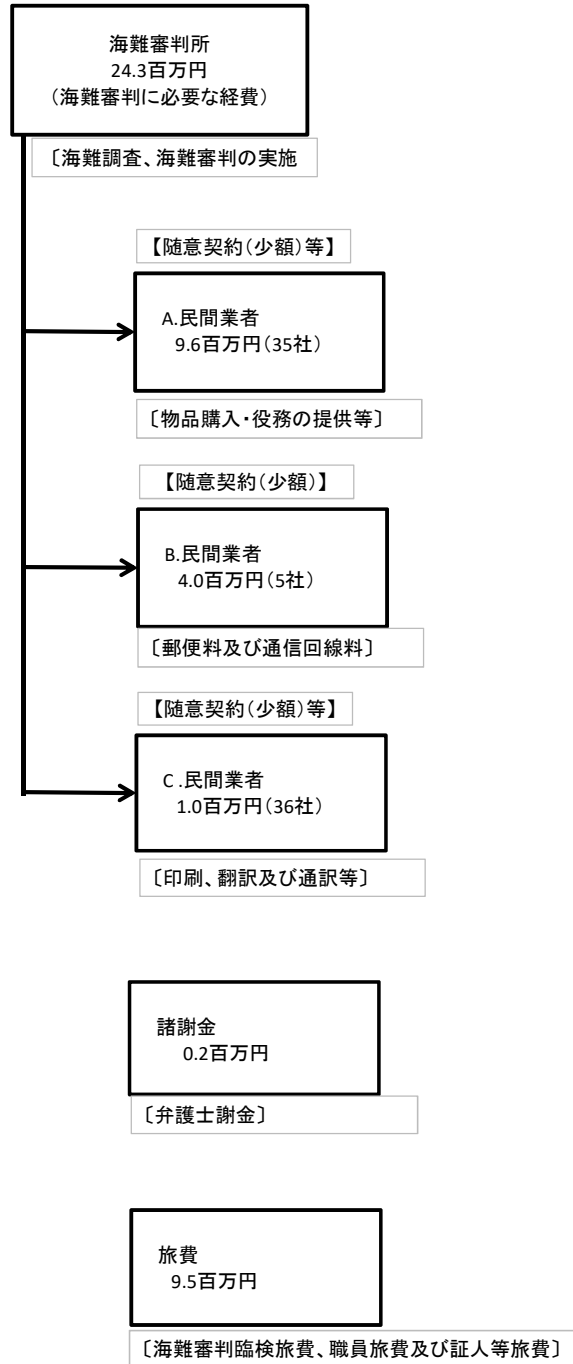 海難審判所
24.3百万円
(海難審判に必要な経費)
〔海難調査、海難審判の実施
【随意契約(少額)等】
A.民間業者
9.6百万円(35社)
〔物品購入・役務の提供等〕
【随意契約(少額)】
B.民間業者
4.0百万円(5社)
〔郵便料及び通信回線料〕
【随意契約(少額)等】
C.民間業者
1.0百万円(36社)
〔印刷、翻訳及び通訳等〕
諸謝金
0.2百万円
〔弁護士謝金〕
旅費
9.5百万円
〔海難審判臨検旅費、職員旅費及び証人等旅費〕